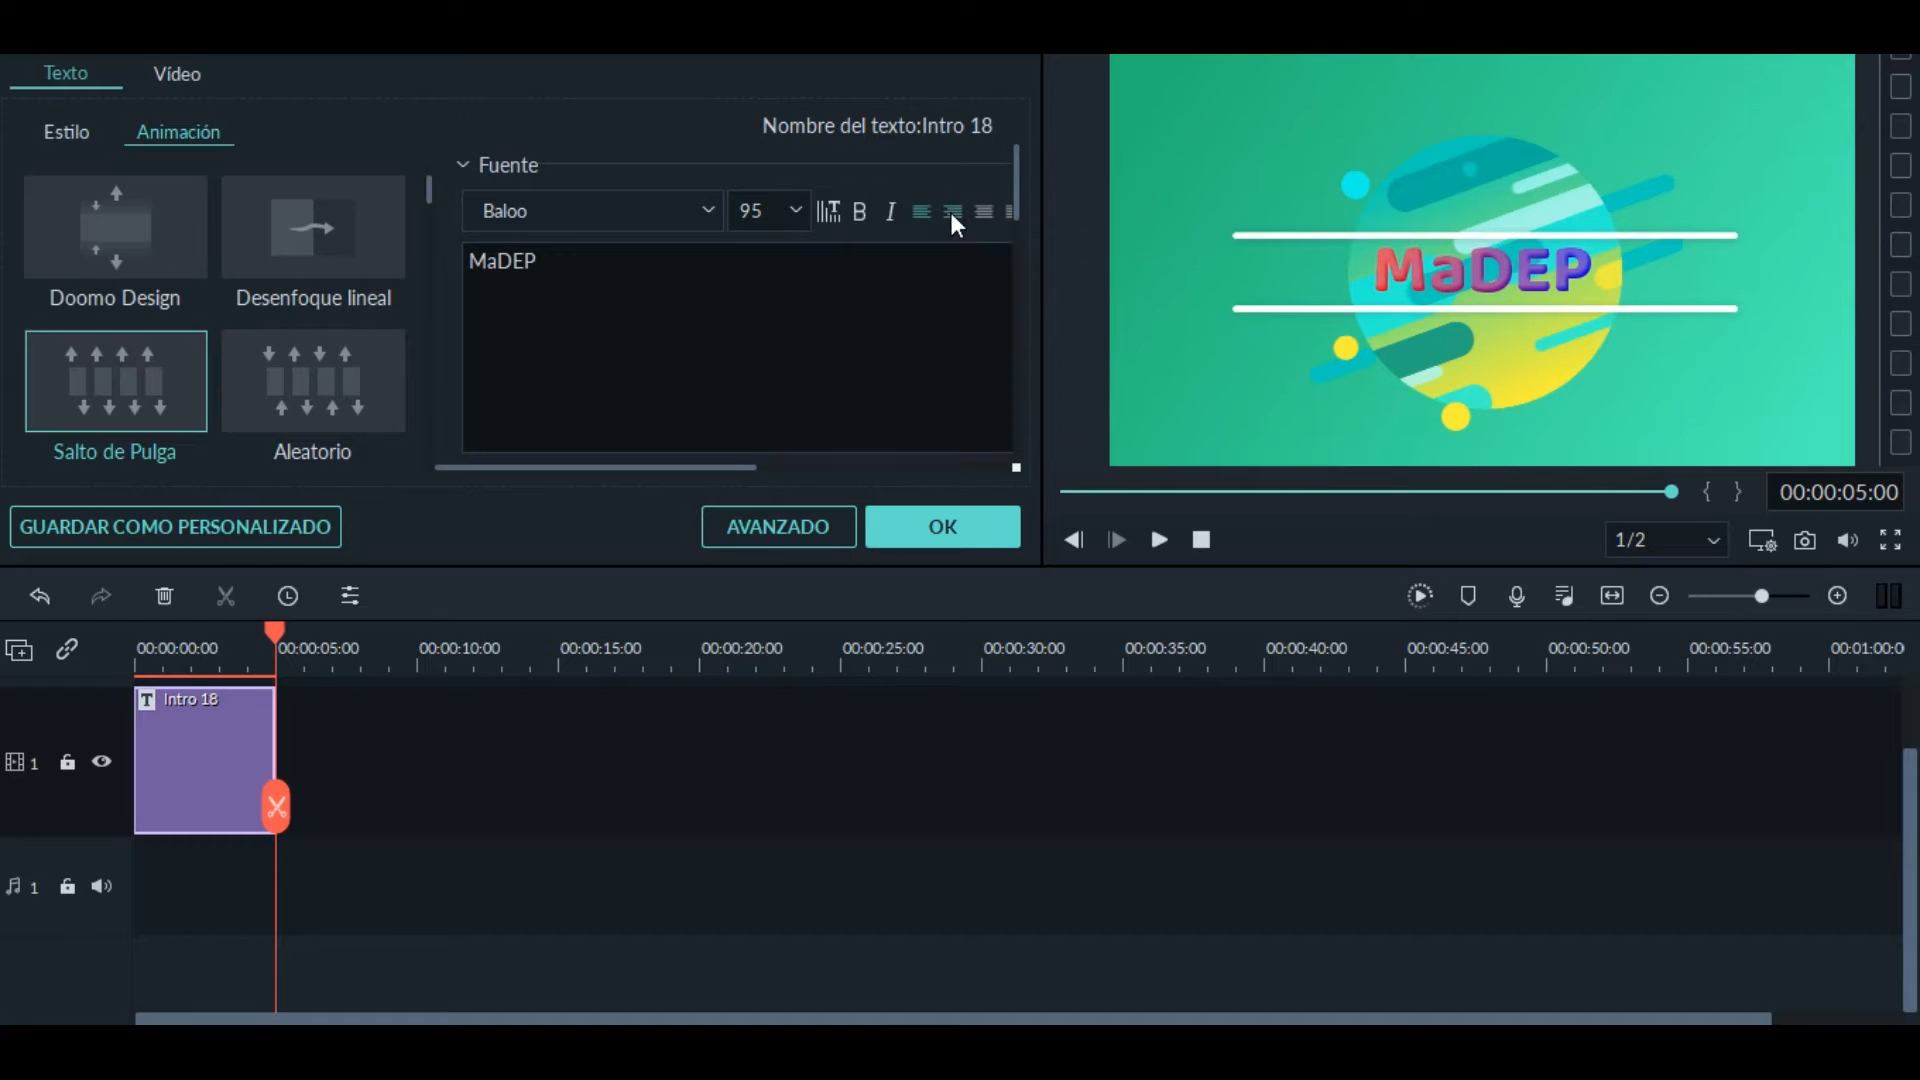 Texto Vídeo
Estilo Animación
Nombre del texto:Intro 18
Fuente
Baloo 95 B I
MaDEP
Doomo Design Desenfoque lineal
Salto de Pulga Aleatorio
GUARDAR COMO PERSONALIZADO AVANZADO OK
MaDEP
{ } 00:00:05:00
1/2
00:00:00:00 00:00:05:00 00:00:10:00 00:00:15:00 00:00:20:00 00:00:25:00 00:00:30:00 00:00:35:00 00:00:40:00 00:00:45:00 00:00:50:00 00:00:55:00 00:01:00:0
T Intro 18
1
1